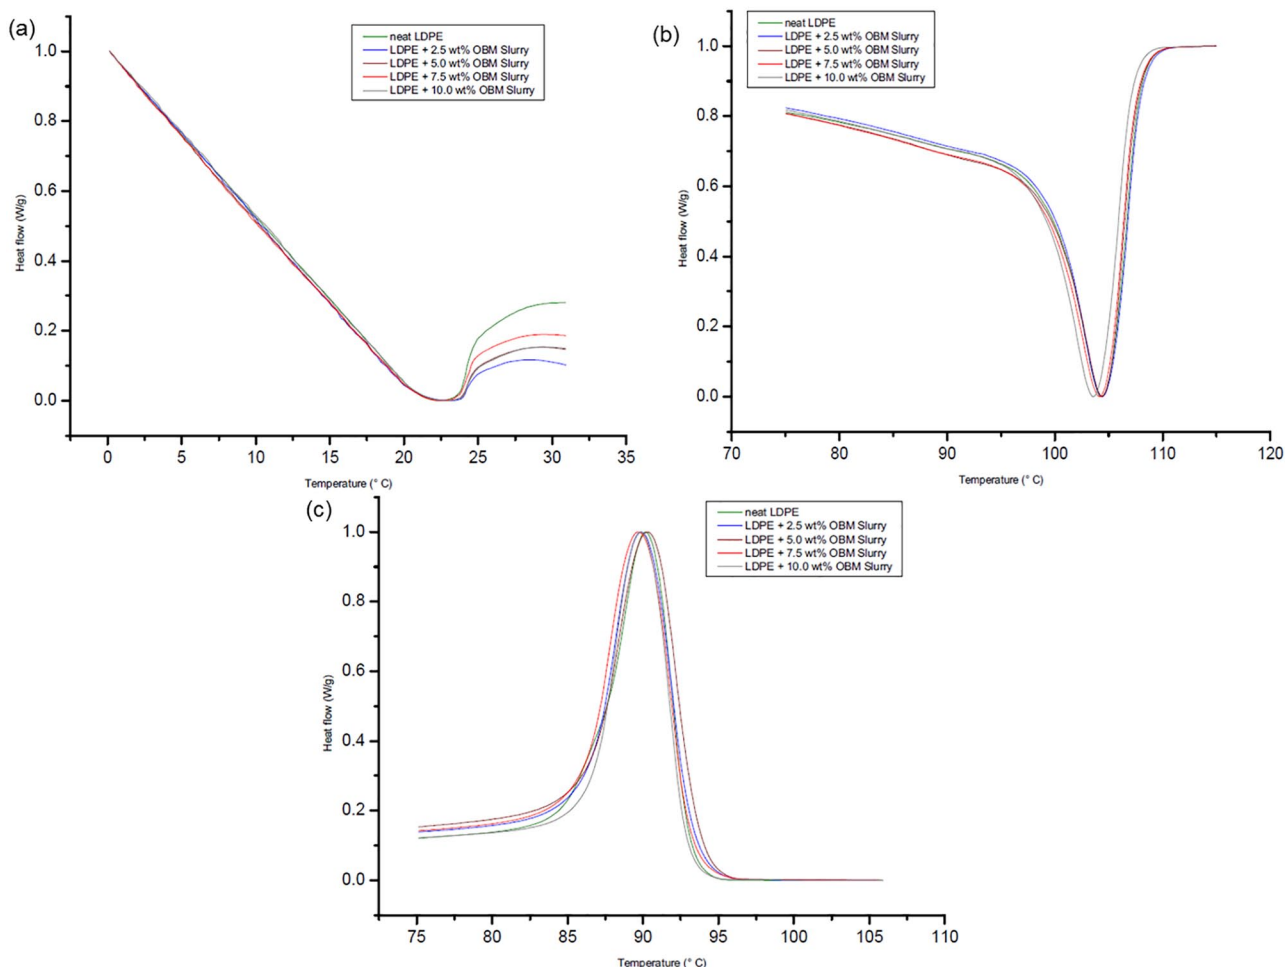 (a)
neat LDPE
LDPE + 2.5 wt% OBM Slurry
LDPE + 5.0 wt% OBM Slurry
LDPE + 7.5 wt% OBM Slurry
LDPE + 10.0 wt% OBM Slurry
1.0
0.8
0.6
0.4
0.2
0.0
Heat flow (W/g)
0 5 10 15 20 25 30 35
Temperature (° C)
(b)
neat LDPE
LDPE + 2.5 wt% OBM Slurry
LDPE + 5.0 wt% OBM Slurry
LDPE + 7.5 wt% OBM Slurry
LDPE + 10.0 wt% OBM Slurry
1.0
0.8
0.6
0.4
0.2
0.0
Heat flow (W/g)
70 80 90 100 110 120
Temperature (° C)
(c)
neat LDPE
LDPE + 2.5 wt% OBM Slurry
LDPE + 5.0 wt% OBM Slurry
LDPE + 7.5 wt% OBM Slurry
LDPE + 10.0 wt% OBM Slurry
1.0
0.8
0.6
0.4
0.2
0.0
Heat flow (W/g)
75 80 85 90 95 100 105 110
Temperature (° C)